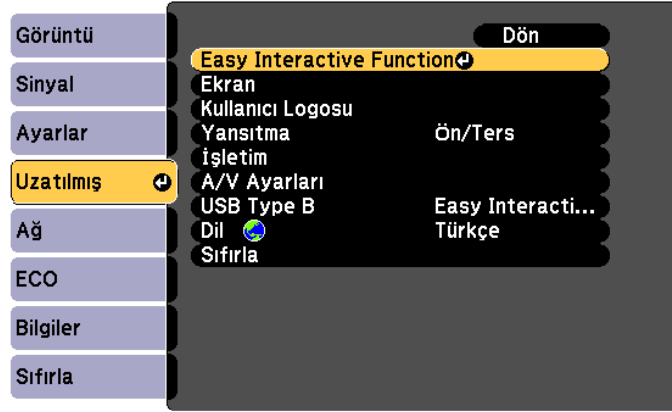 Görüntü
Sinyal
Ayarlar
Uzatılmış
Ağ
ECO
Bilgiler
Sıfırla
Dön
Easy Interactive Function
Ekran
Kullanıcı Logosu
Yansıtma Ön/Ters
İşletim
A/V Ayarları
USB Type B Easy Interacti...
Dil Türkçe
Sıfırla